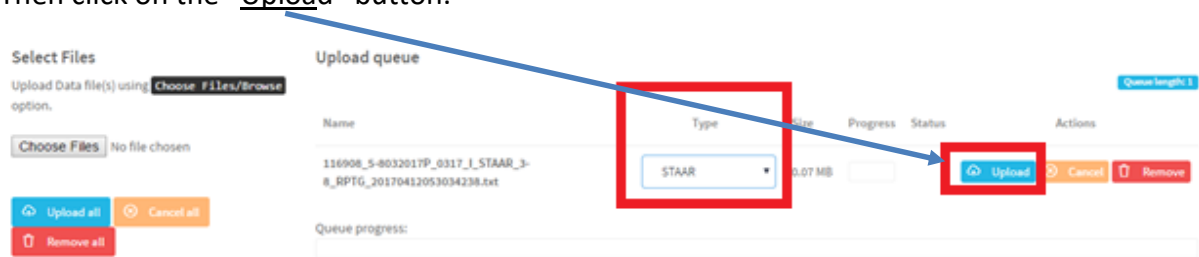 Then click on the "Upload" button.
Select Files
Upload queue
Upload Data file(s) using Choose Files/Browse
option.
Queue length: 1
Name Type Size Progress Status Actions
Choose Files No file chosen
116908_S-8032017P_0317_I_STAAR_3-
8_RPTG_20170412053034238.txt
STAAR 0.07 MB Upload Cancel Remove
Upload all Cancel all
Remove all
Queue progress: